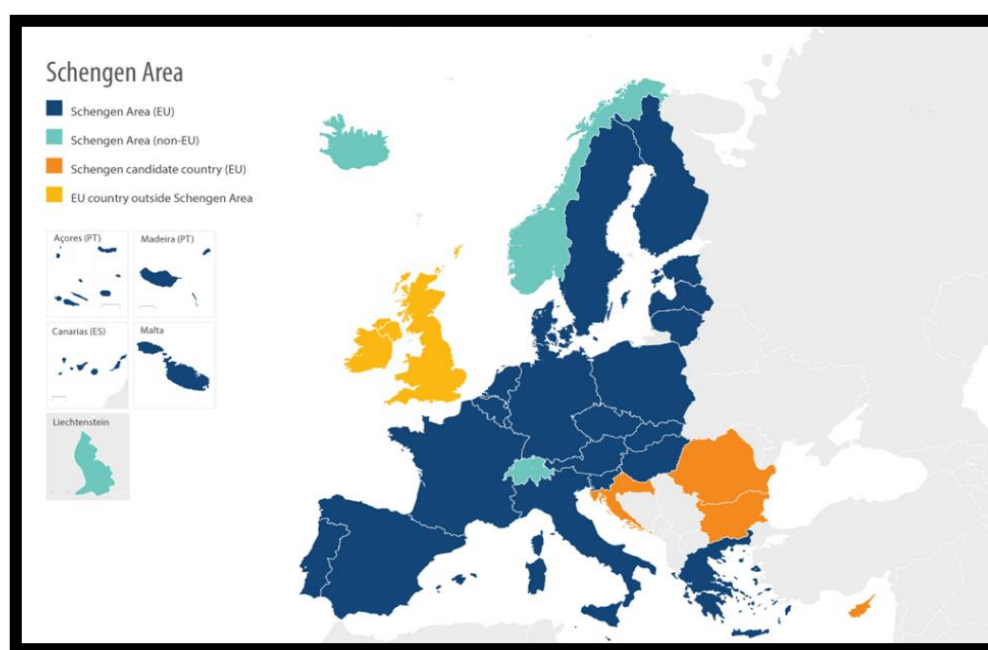 Schengen Area
Schengen Area (EU)
Schengen Area (non-EU)
Schengen candidate country (EU)
EU country outside Schengen Area
Açores (PT)
Madeira (PT)
Canarias (ES)
Malta
Liechtenstein